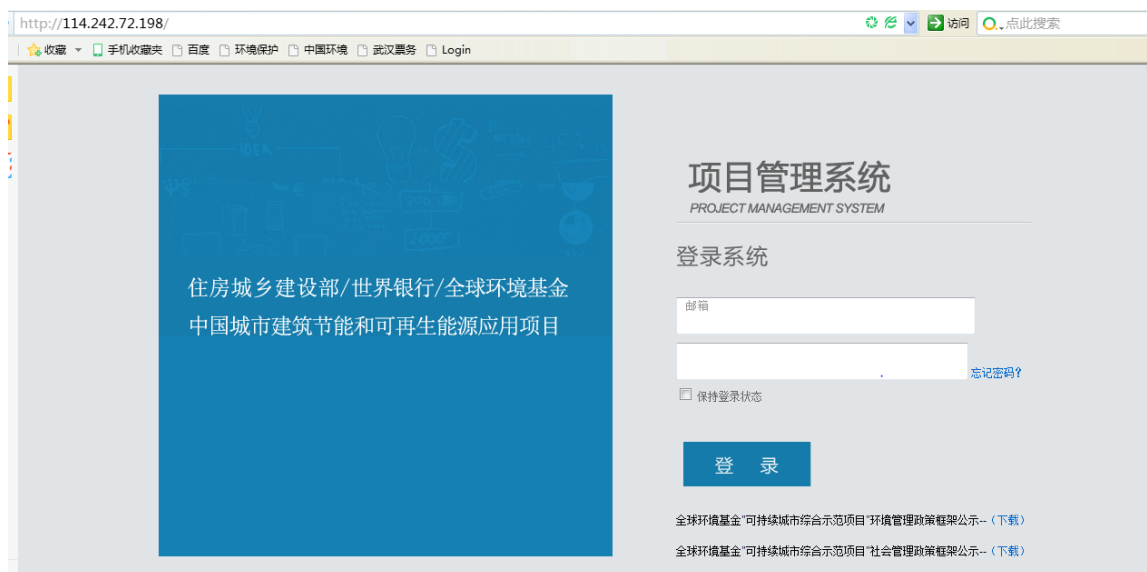 http://114.242.72.198/
访问
点此搜索
收藏 手机收藏夹 百度 环境保护 中国环境 武汉票务 Login
IDEA
住房城乡建设部/世界银行/全球环境基金
中国城市建筑节能和可再生能源应用项目
项目管理系统
PROJECT MANAGEMENT SYSTEM
登录系统
邮箱
忘记密码?
保持登录状态
登 录
全球环境基金"可持续城市综合示范项目"环境管理政策框架公示--（下载）
全球环境基金"可持续城市综合示范项目"社会管理政策框架公示--（下载）